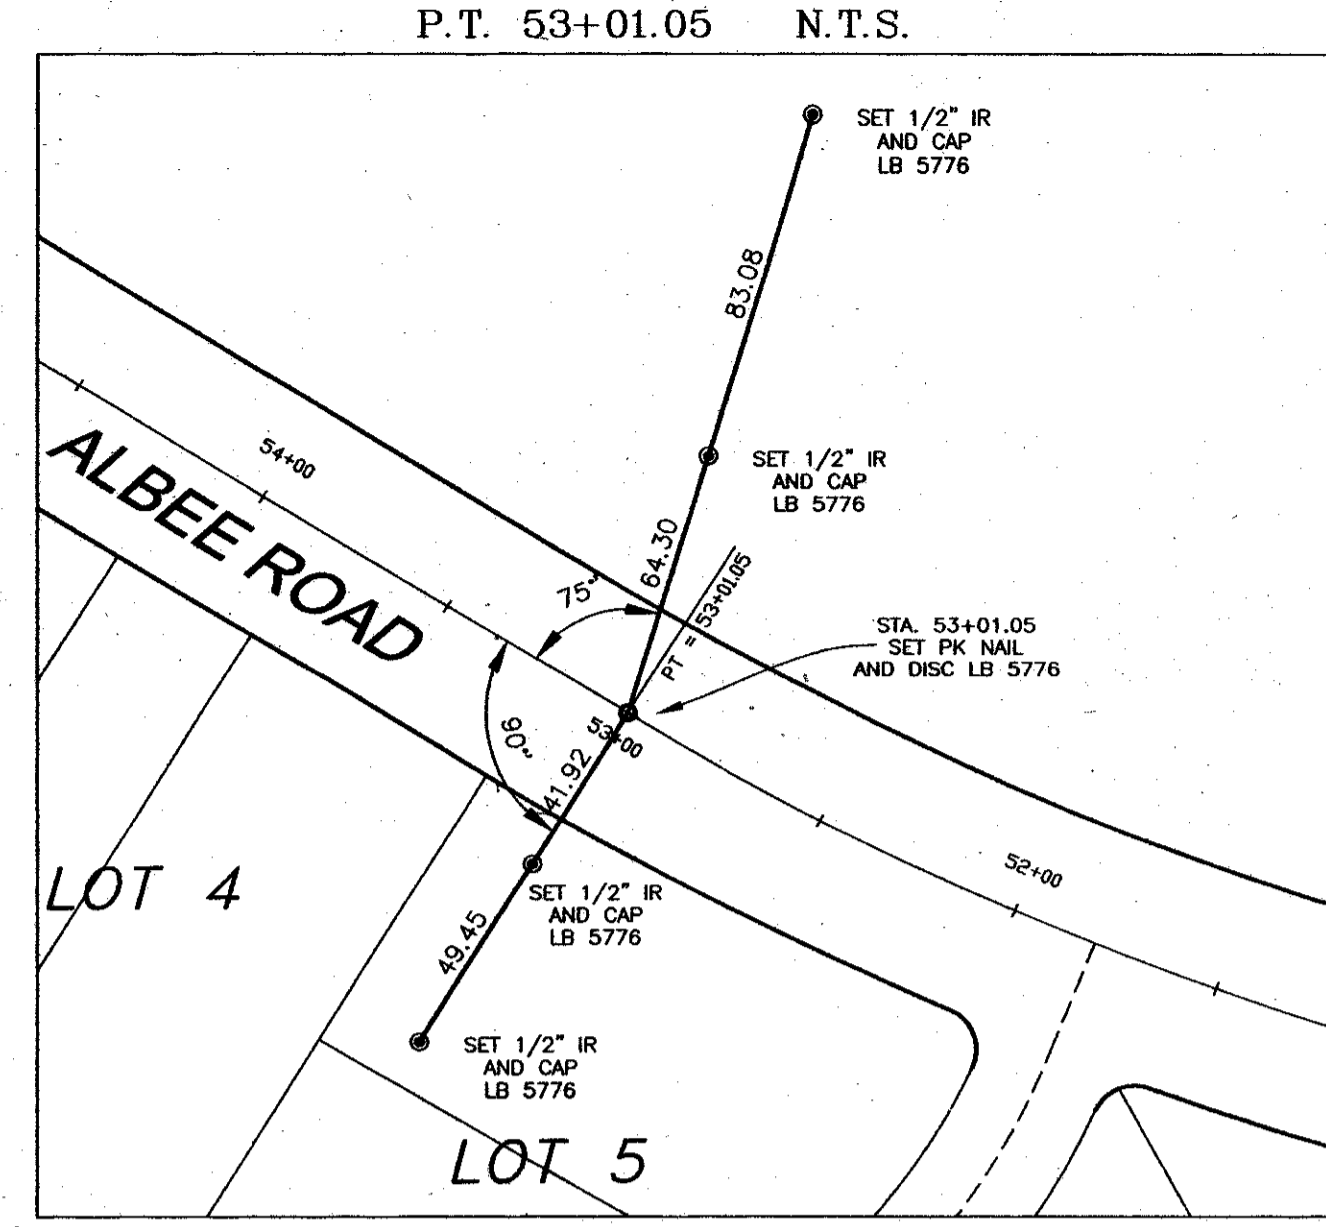 P.T. 53+01.05 N.T.S.
SET 1/2" IR
AND CAP
LB 5776
83.08
SET 1/2" IR
AND CAP
LB 5776
54+00
ALBEE ROAD
64.30
75°
PT = 53+01.05
STA. 53+01.05
SET PK NAIL
AND DISC LB 5776
90°
53+00
41.92
52+00
LOT 4
SET 1/2" IR
AND CAP
LB 5776
49.45
SET 1/2" IR
AND CAP
LB 5776
LOT 5